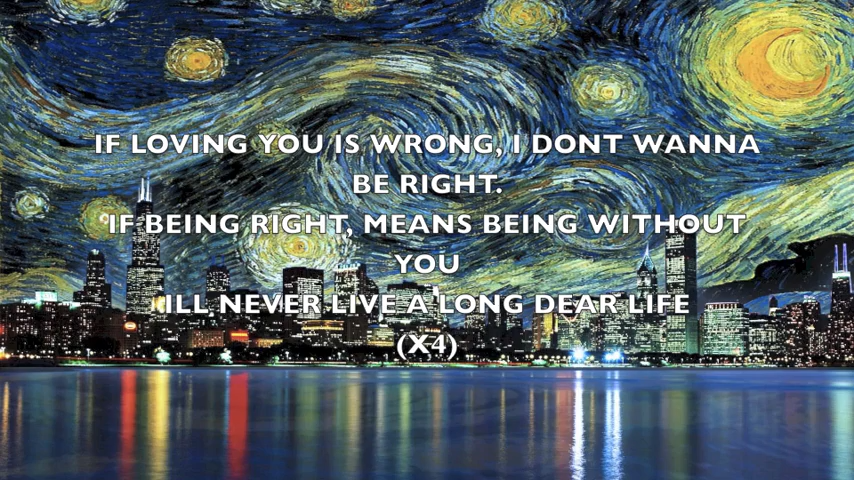 IF LOVING YOU IS WRONG, I DONT WANNA
BE RIGHT.
IF BEING RIGHT, MEANS BEING WITHOUT
YOU
ILL NEVER LIVE A LONG DEAR LIFE
(X4)